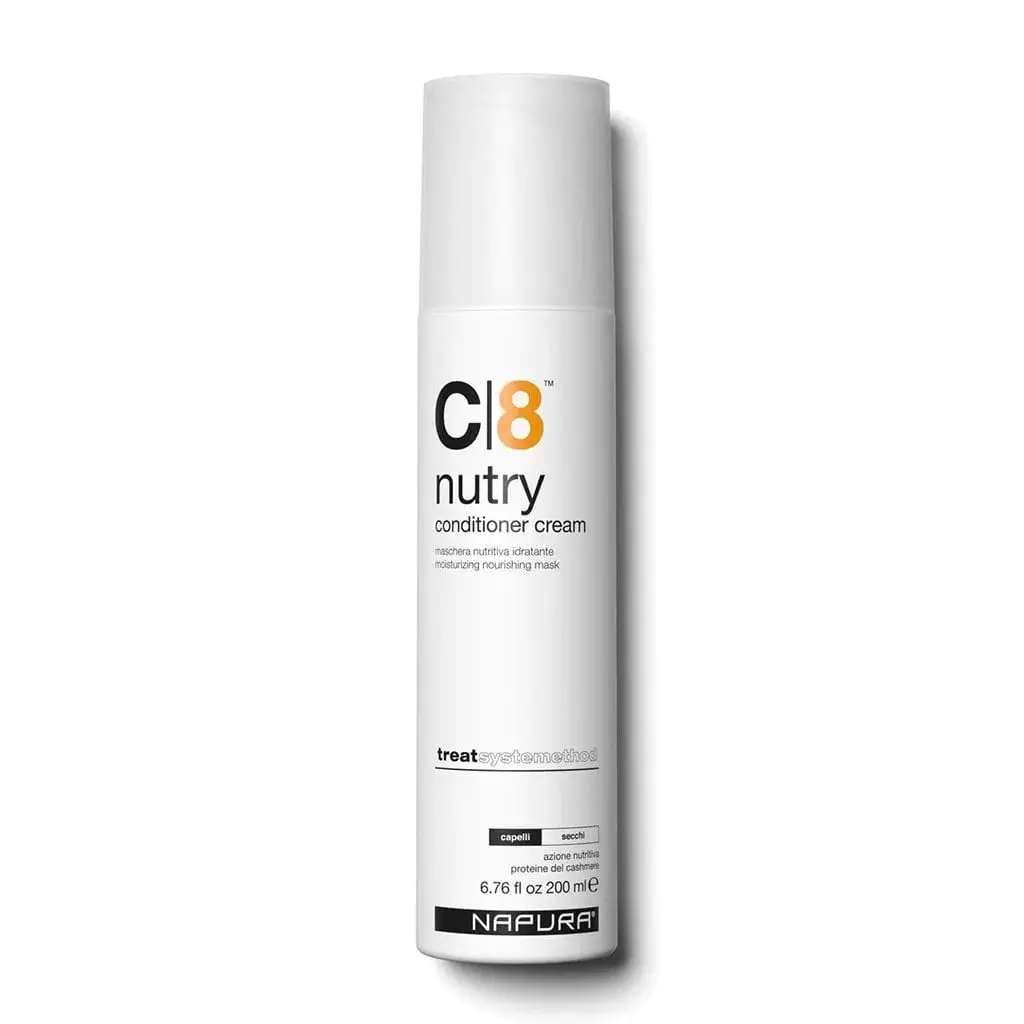 C|8™
nutry
conditioner cream
maschera nutritiva idratante
moisturizing nourishing mask
treatsystemethod
capelli secchi
azione nutritiva
proteine del cashmere
6.76 fl oz 200 ml ℮
NAPURA®